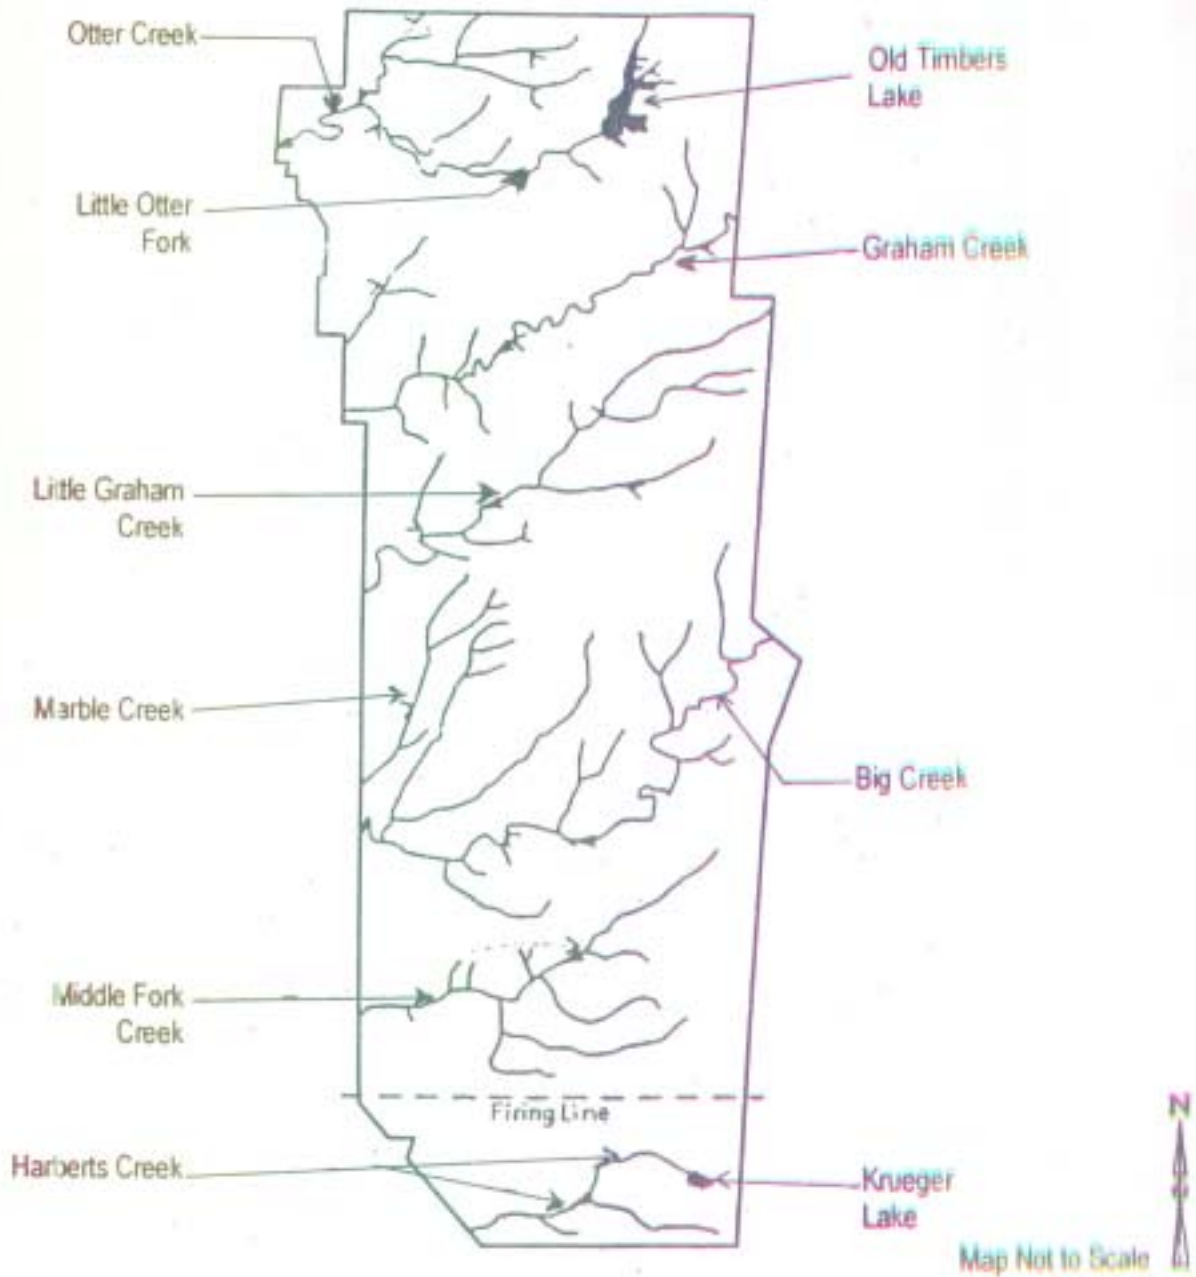 Otter Creek
Old Timbers
Lake
Little Otter
Fork
Graham Creek
Little Graham
Creek
Marble Creek
Big Creek
Middle Fork
Creek
Firing Line
Harberts Creek
Krueger
Lake
N
Map Not to Scale